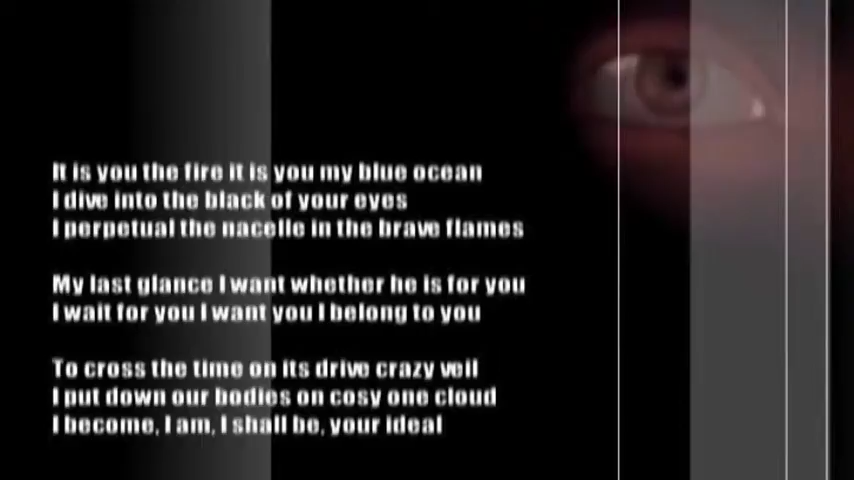 It is you the fire it is you my blue ocean
I dive into the black of your eyes
I perpetual the nacelle in the brave flames
My last glance I want whether he is for you
I wait for you I want you I belong to you
To cross the time on its drive crazy veil
I put down our bodies on cosy one cloud
I become, I am, I shall be, your ideal